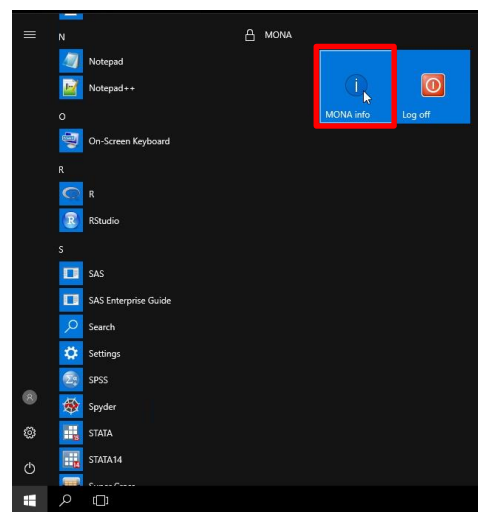 N
MONA
Notepad
Notepad++
MONA info
Log off
O
On-Screen Keyboard
R
R
RStudio
S
SAS
SAS Enterprise Guide
Search
Settings
SPSS
Spyder
STATA
STATA14